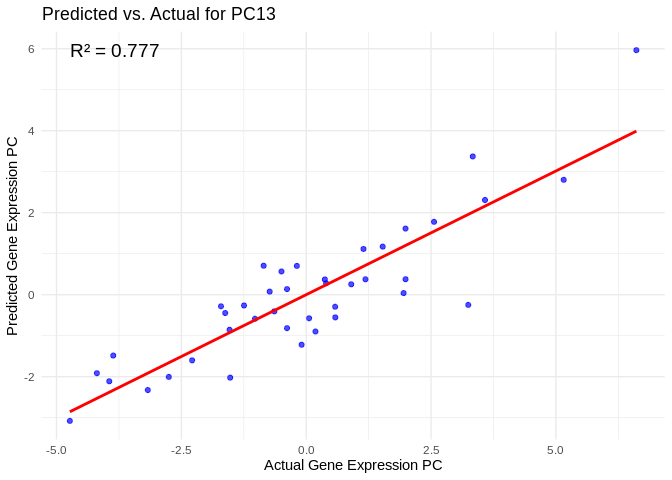 Predicted vs. Actual for PC13
R² = 0.777
Predicted Gene Expression PC
6
4
2
0
-2
-5.0 -2.5 0.0 2.5 5.0
Actual Gene Expression PC